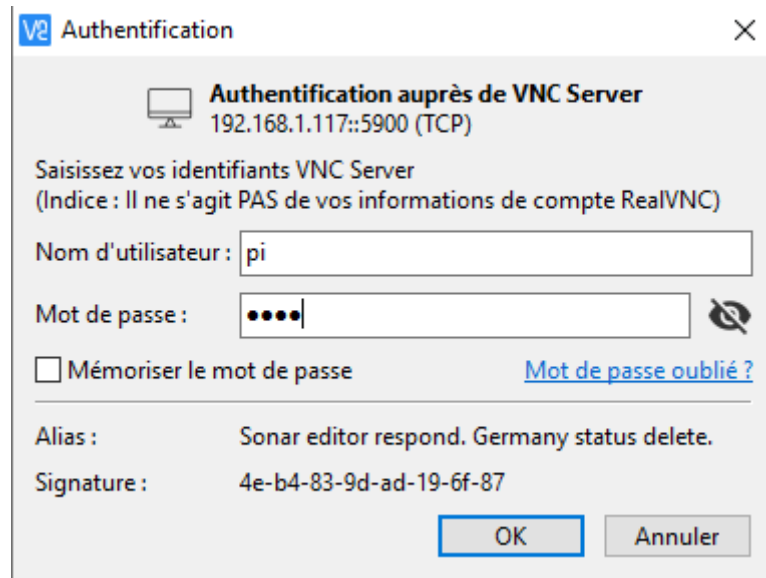 Authentification
Authentification auprès de VNC Server
192.168.1.117::5900 (TCP)
Saisissez vos identifiants VNC Server
(Indice : Il ne s'agit PAS de vos informations de compte RealVNC)
Nom d'utilisateur : pi
Mot de passe : ••••
Mémoriser le mot de passe Mot de passe oublié ?
Alias : Sonar editor respond. Germany status delete.
Signature : 4e-b4-83-9d-ad-19-6f-87
OK Annuler